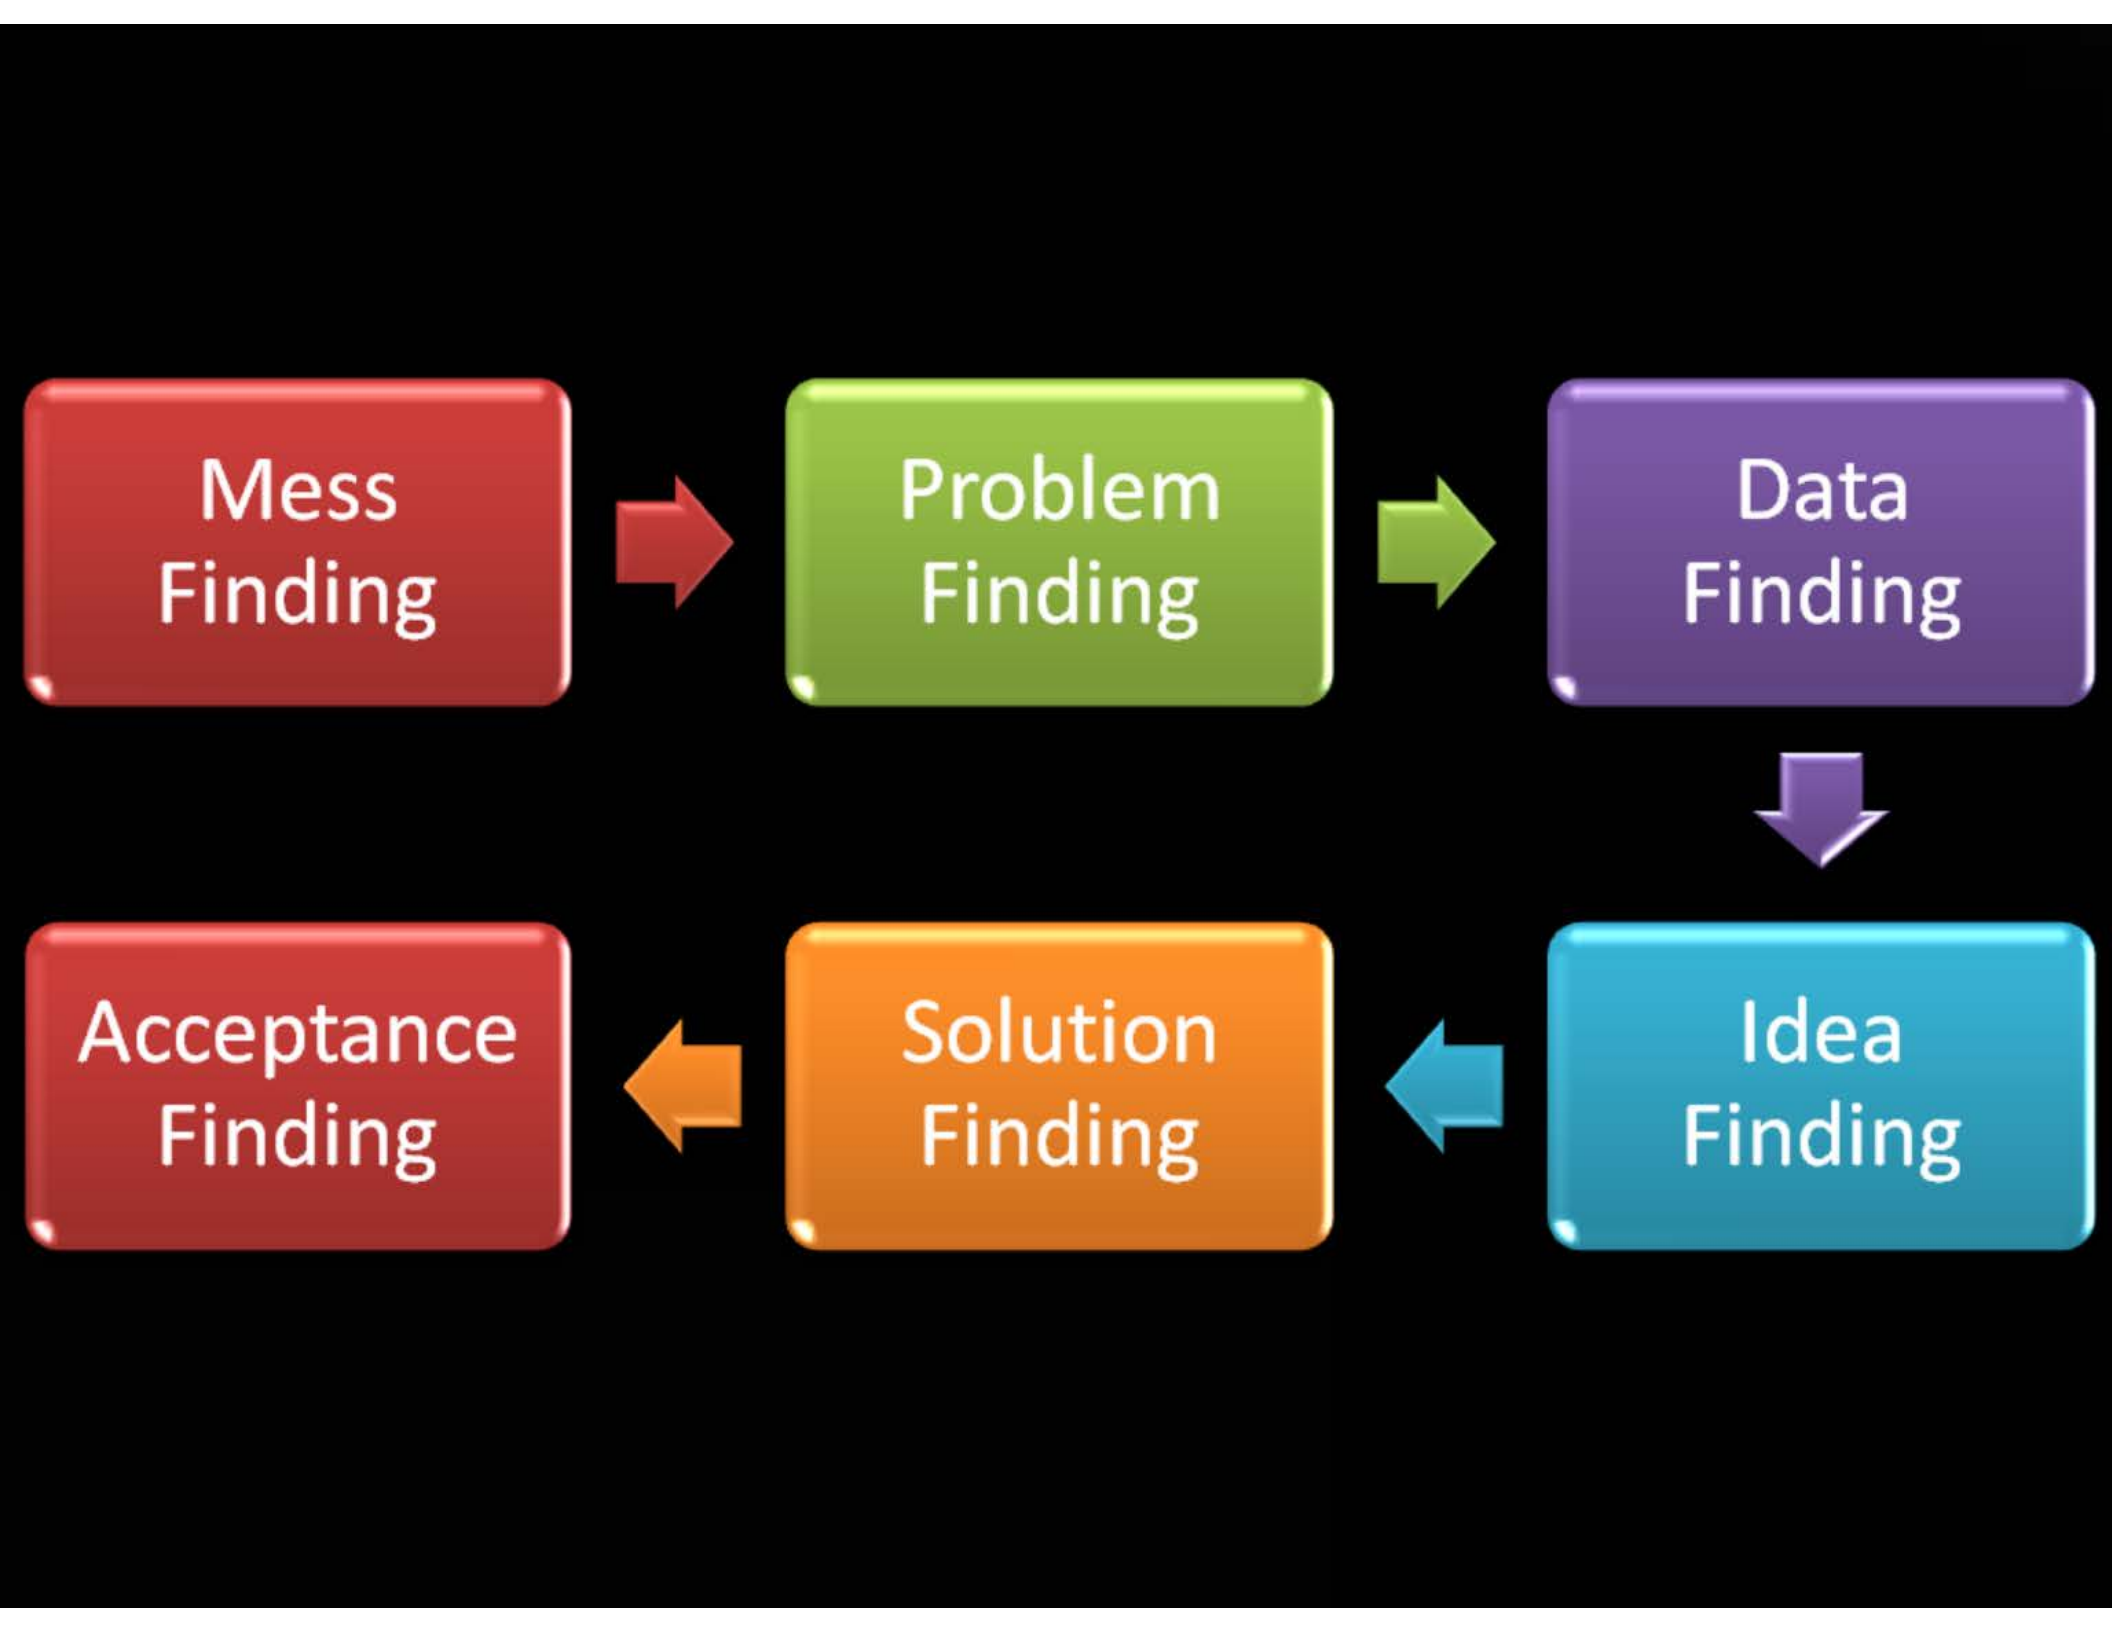 Mess
Finding
Problem
Finding
Data
Finding
Idea
Finding
Solution
Finding
Acceptance
Finding